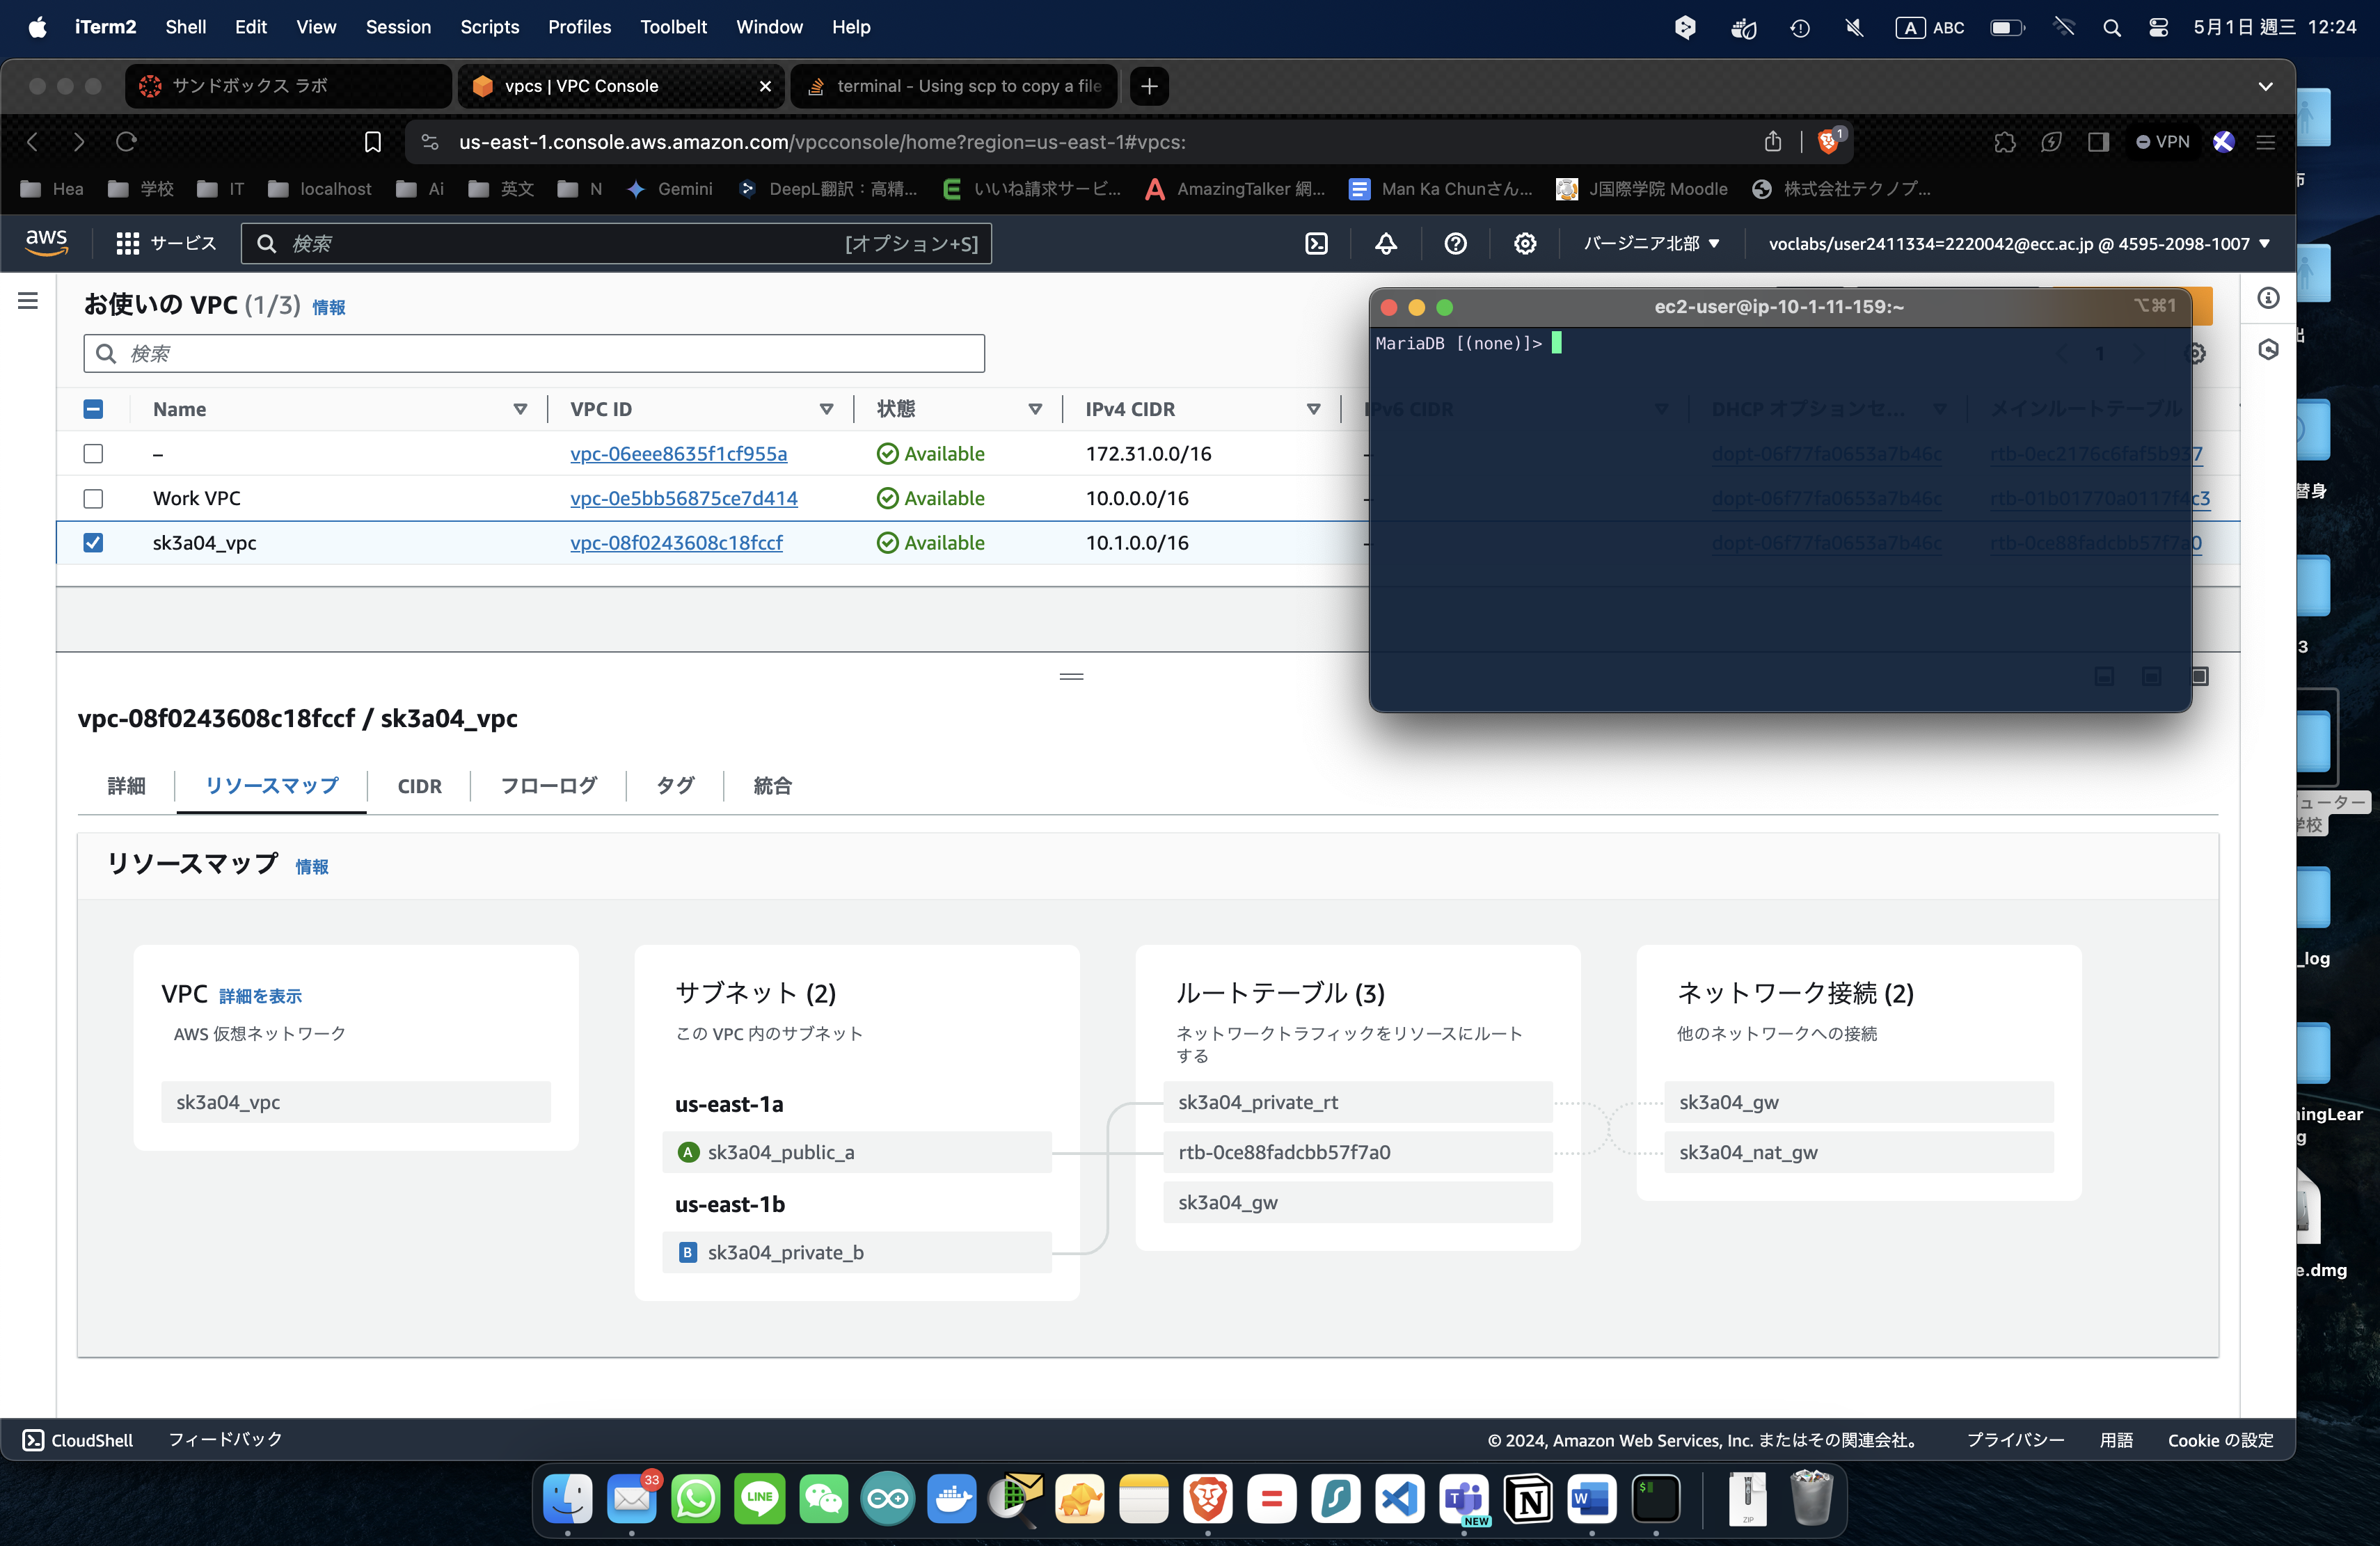 iTerm2 Shell Edit View Session Scripts Profiles Toolbelt Window Help
A ABC 5月1日 週三 12:24
サンドボックス ラボ
vpcs | VPC Console
terminal - Using scp to copy a file
us-east-1.console.aws.amazon.com/vpcconsole/home?region=us-east-1#vpcs:
1
VPN
Hea 学校 IT localhost Ai 英文 N Gemini DeepL翻訳：高精... いいね請求サービ... AmazingTalker 網... Man Ka Chunさん... J国際学院 Moodle 株式会社テクノプ...
aws サービス 検索 [オプション+S] バージニア北部 voclabs/user2411334=2220042@ecc.ac.jp @ 4595-2098-1007
お使いの VPC (1/3) 情報
検索
ec2-user@ip-10-1-11-159:~ ⌥⌘1
MariaDB [(none)]>
1
Name VPC ID 状態 IPv4 CIDR IPv6 CIDR DHCP オプションセ... メインルートテーブル
– vpc-06eee8635f1cf955a Available 172.31.0.0/16 – dopt-06f77fa0653a7b46c rtb-0ec2176c6faf5b937
Work VPC vpc-0e5bb56875ce7d414 Available 10.0.0.0/16 – dopt-06f77fa0653a7b46c rtb-01b01770a0117f4c3
sk3a04_vpc vpc-08f0243608c18fccf Available 10.1.0.0/16 – dopt-06f77fa0653a7b46c rtb-0ce88fadcbb57f7a0
vpc-08f0243608c18fccf / sk3a04_vpc
詳細 リソースマップ CIDR フローログ タグ 統合
リソースマップ 情報
VPC 詳細を表示
AWS 仮想ネットワーク
sk3a04_vpc
サブネット (2)
この VPC 内のサブネット
us-east-1a
A sk3a04_public_a
us-east-1b
B sk3a04_private_b
ルートテーブル (3)
ネットワークトラフィックをリソースにルート
する
sk3a04_private_rt
rtb-0ce88fadcbb57f7a0
sk3a04_gw
ネットワーク接続 (2)
他のネットワークへの接続
sk3a04_gw
sk3a04_nat_gw
替身
3
ューター
学校
_log
ningLear
g
e.dmg
CloudShell フィードバック © 2024, Amazon Web Services, Inc. またはその関連会社。 プライバシー 用語 Cookie の設定
33
LINE
NEW
ZIP